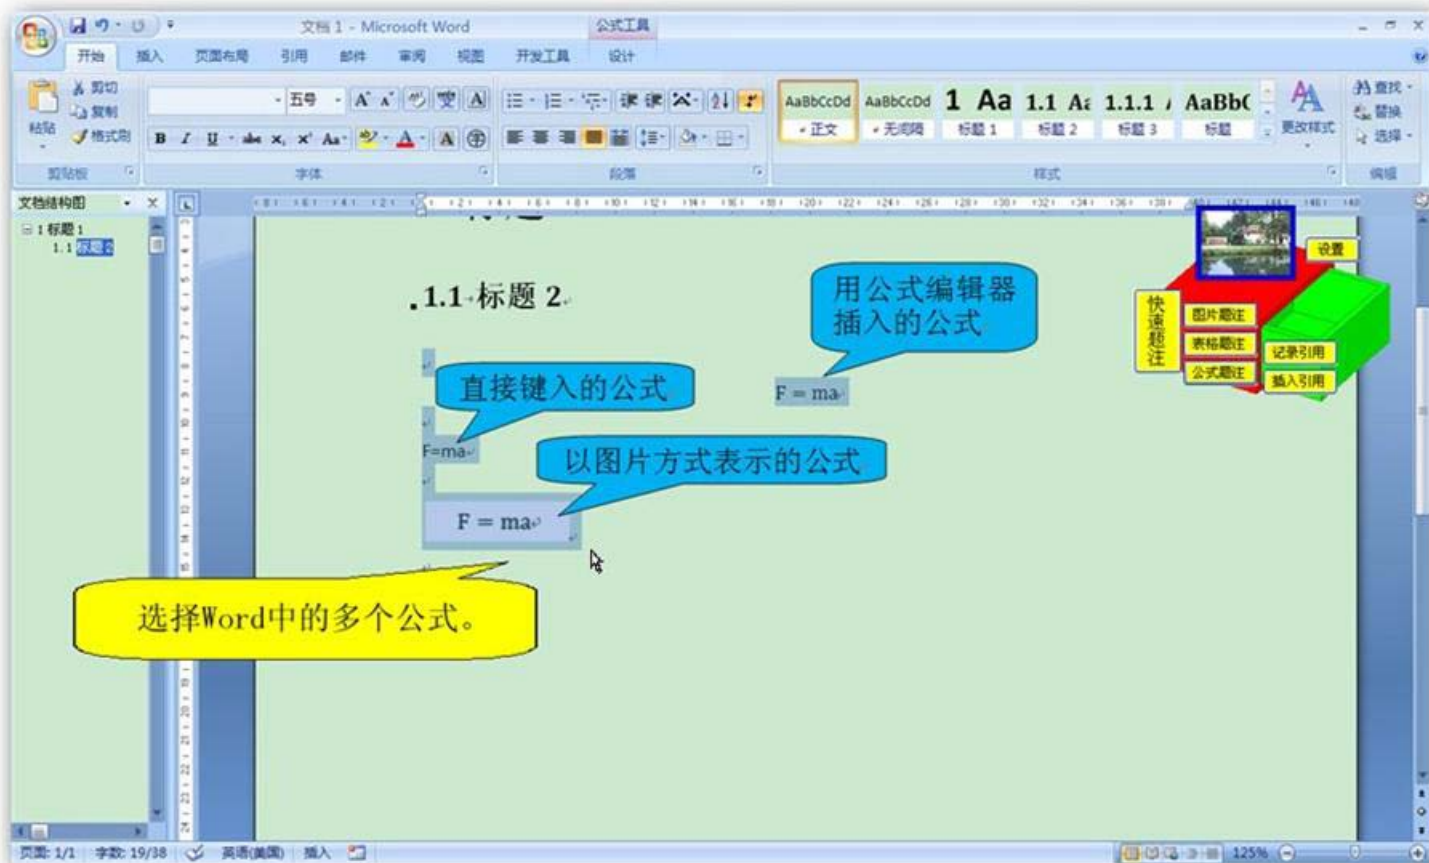 文档 1 - Microsoft Word
公式工具
开始 插入 页面布局 引用 邮件 审阅 视图 开发工具 设计
粘贴
剪切
复制
格式刷
五号
AaBbCcDd AaBbCcDd 1 Aa 1.1 Aa 1.1.1 AaBbC
正文 无间隔 标题 1 标题 2 标题 3 标题
更改样式
查找
替换
选择
剪贴板 字体 段落 样式 编辑
文档结构图
1 标题 1
1.1 标题 2
1.1 标题 2
用公式编辑器
插入的公式
F = ma
直接键入的公式
F=ma
以图片方式表示的公式
F = ma
选择Word中的多个公式。
设置
快速题注
图片题注
表格题注
公式题注
记录引用
插入引用
页面: 1/1 字数: 19/38 英语(美国) 插入 125%